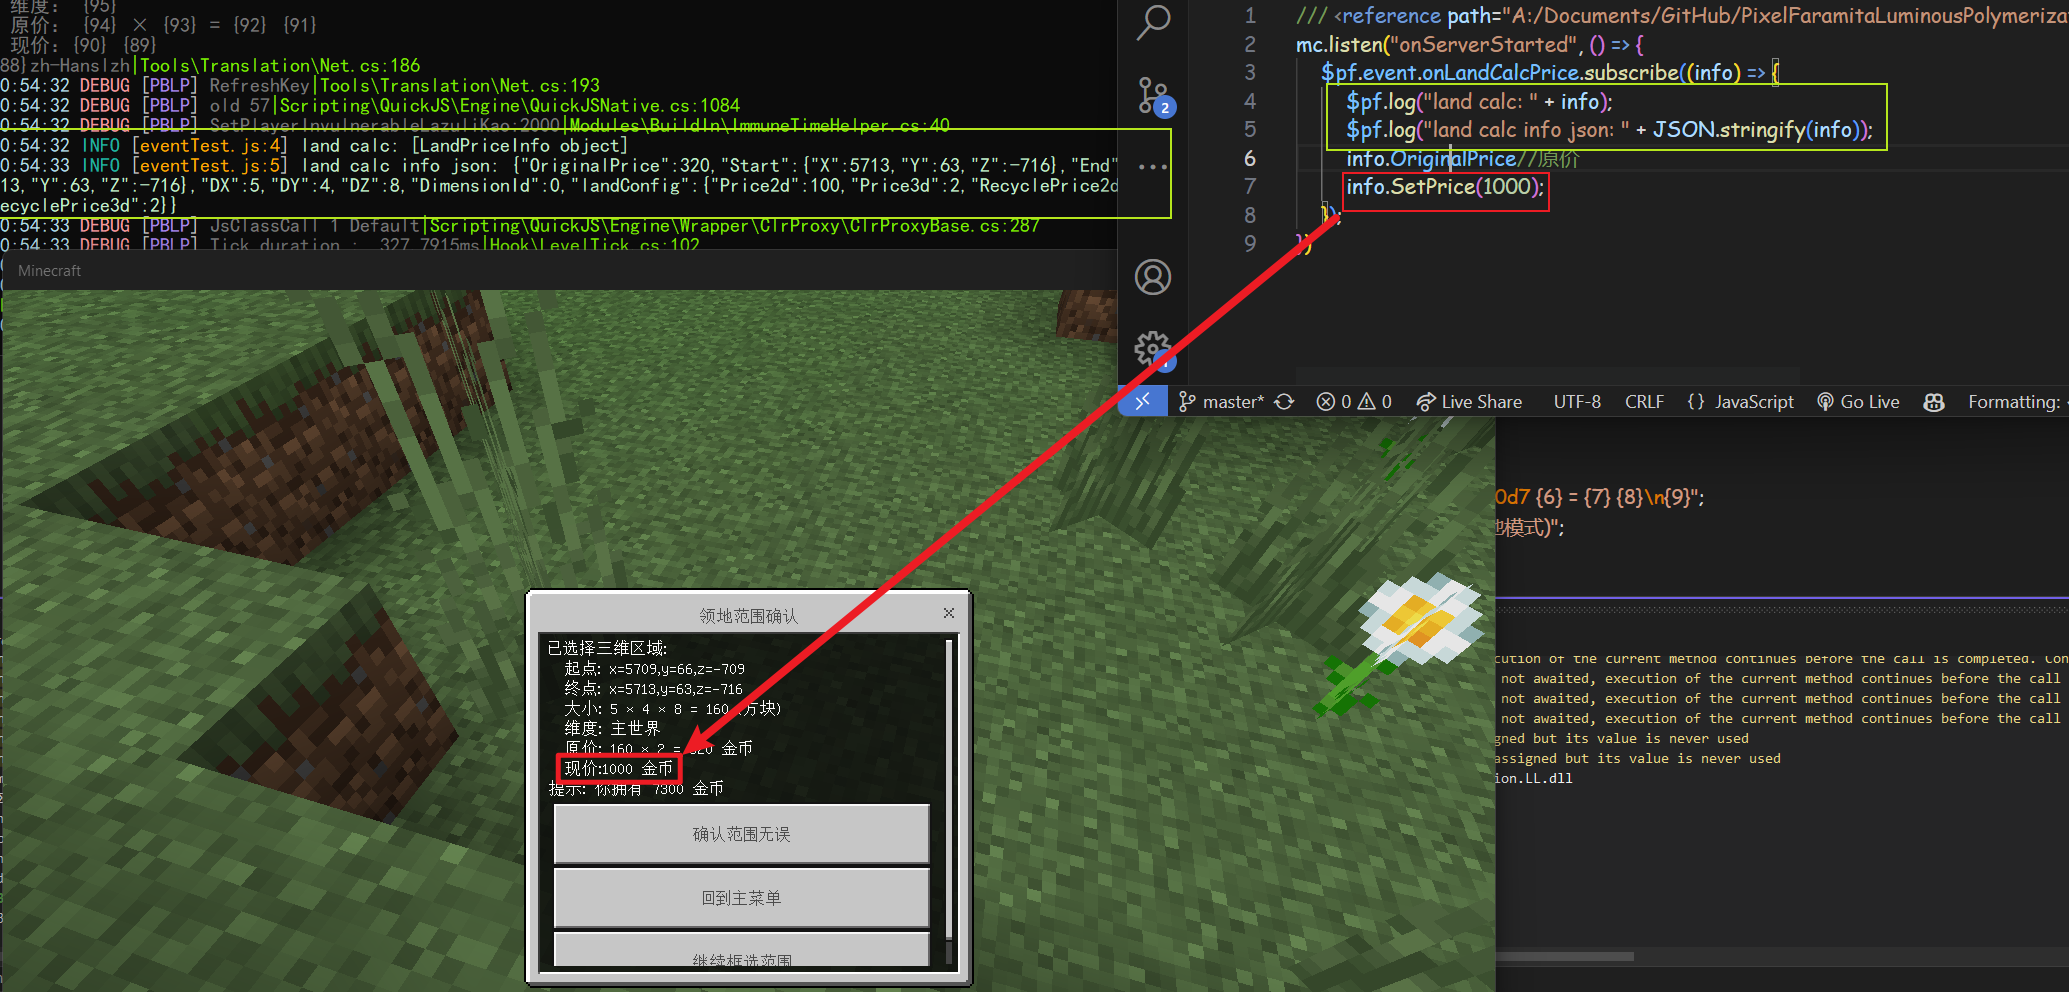 维度: {95}
原价: {94} × {93} = {92} {91}
现价: {90} {89}
88}zh-Hans|zh|Tools\Translation\Net.cs:186
0:54:32 DEBUG [PBLP] RefreshKey|Tools\Translation\Net.cs:193
0:54:32 DEBUG [PBLP] old 57|Scripting\QuickJS\Engine\QuickJSNative.cs:1084
0:54:32 DEBUG [PBLP] SetPlayerInvulnerableLazuliKao:2000|Modules\BuildIn\ImmuneTimeHelper.cs:40
0:54:32 INFO [eventTest.js:4] land calc: [LandPriceInfo object]
0:54:33 INFO [eventTest.js:5] land calc info json: {"OriginalPrice":320,"Start":{"X":5713,"Y":63,"Z":-716},"End"
13,"Y":63,"Z":-716},"DX":5,"DY":4,"DZ":8,"DimensionId":0,"landConfig":{"Price2d":100,"Price3d":2,"RecyclePrice2d
ecyclePrice3d":2}}
0:54:33 DEBUG [PBLP] JsClassCall 1 Default|Scripting\QuickJS\Engine\Wrapper\ClrProxy\ClrProxyBase.cs:287
0:54:33 DEBUG [PBLP] Tick duration : 327.7915ms|Hook\LevelTick.cs:102
1 /// <reference path="A:/Documents/GitHub/PixelFaramitaLuminousPolymeriza
2 mc.listen("onServerStarted", () => {
3 $pf.event.onLandCalcPrice.subscribe((info) => {
4 $pf.log("land calc: " + info);
5 $pf.log("land calc info json: " + JSON.stringify(info));
6 info.OriginalPrice//原价
7 info.SetPrice(1000);
8 });
9 })
2
1
master* 0 0 Live Share UTF-8 CRLF {} JavaScript Go Live Formatting:
Minecraft
领地范围确认
已选择三维区域:
起点: x=5709,y=66,z=-709
终点: x=5713,y=63,z=-716
大小: 5 × 4 × 8 = 160 (方块)
维度: 主世界
原价: 160 × 2 = 320 金币
现价:1000 金币
提示: 你拥有 7300 金币
确认范围无误
回到主菜单
继续框选范围
0d7 {6} = {7} {8}\n{9}";
地模式)";
cution of the current method continues before the call is completed. Con
not awaited, execution of the current method continues before the call
not awaited, execution of the current method continues before the call
not awaited, execution of the current method continues before the call
gned but its value is never used
assigned but its value is never used
ion.LL.dll